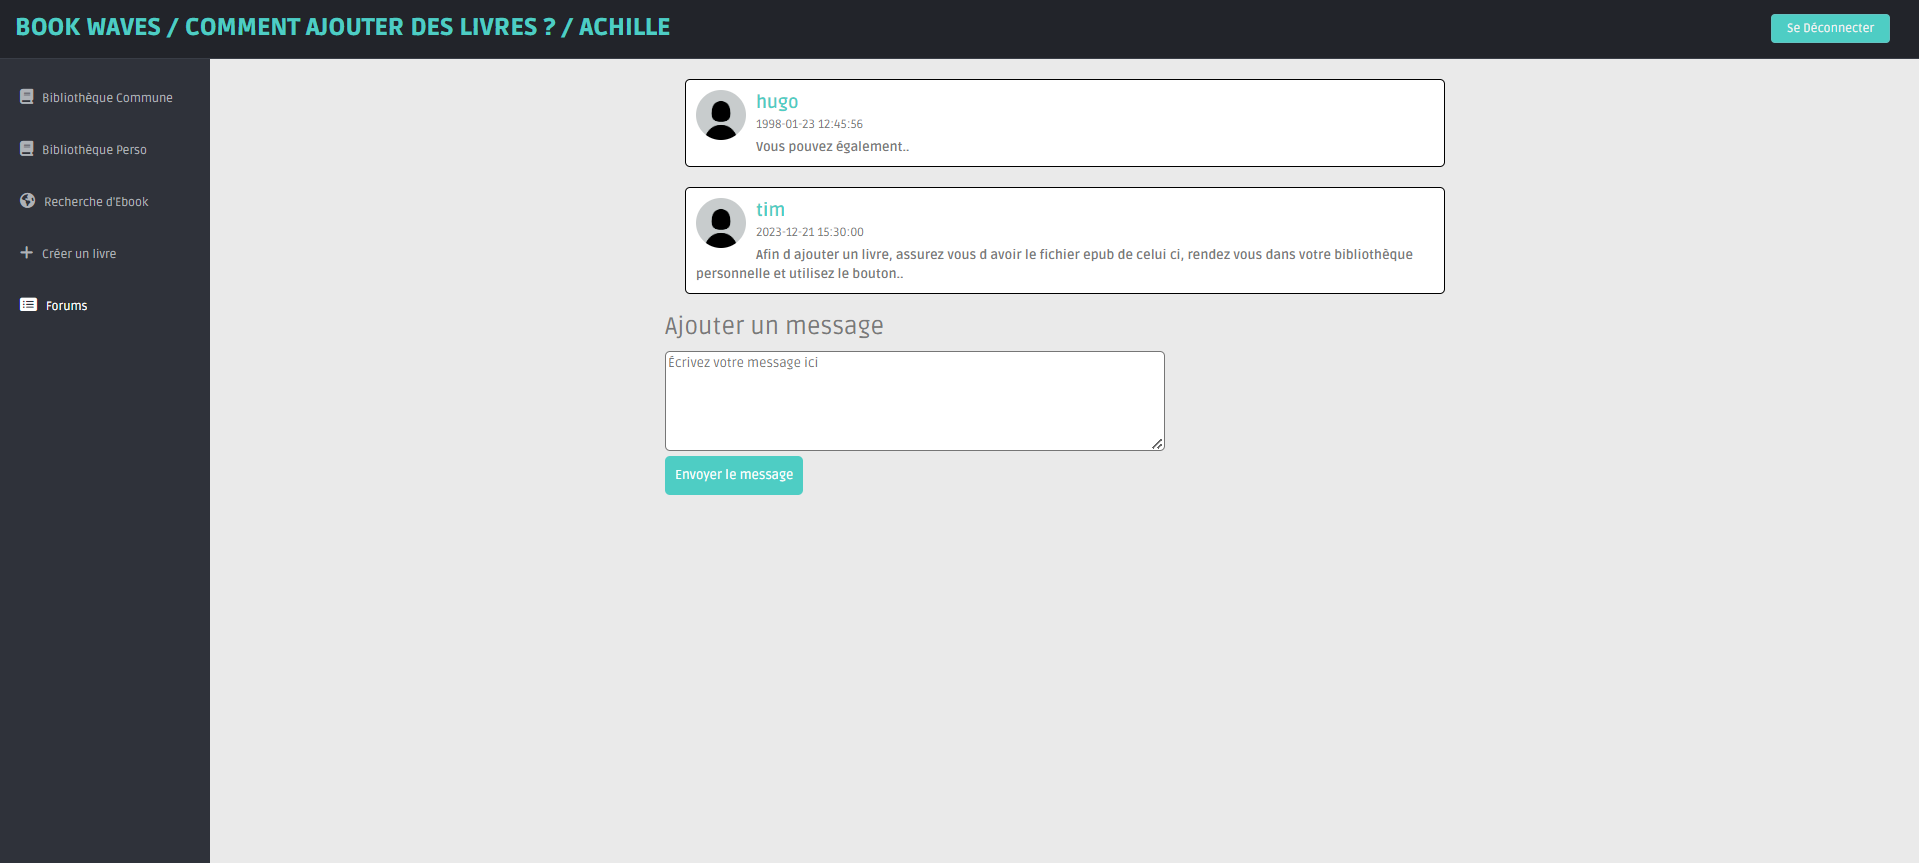 BOOK WAVES / COMMENT AJOUTER DES LIVRES ? / ACHILLE
Se Déconnecter
Bibliothèque Commune
Bibliothèque Perso
Recherche d'Ebook
Créer un livre
Forums
hugo
1998-01-23 12:45:56
Vous pouvez également..
tim
2023-12-21 15:30:00
Afin d ajouter un livre, assurez vous d avoir le fichier epub de celui ci, rendez vous dans votre bibliothèque
personnelle et utilisez le bouton..
Ajouter un message
Écrivez votre message ici
Envoyer le message